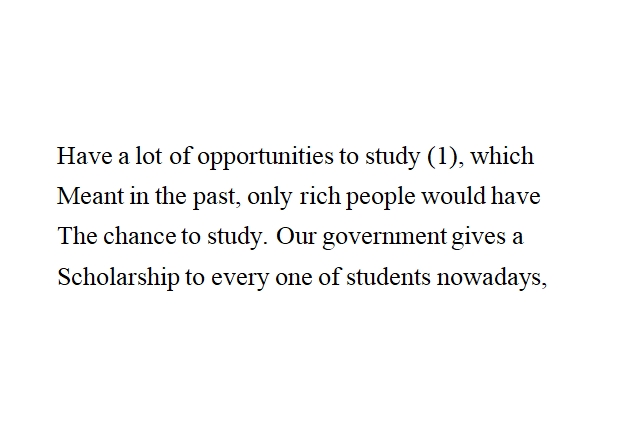 Have a lot of opportunities to study (1), which
Meant in the past, only rich people would have
The chance to study. Our government gives a
Scholarship to every one of students nowadays,